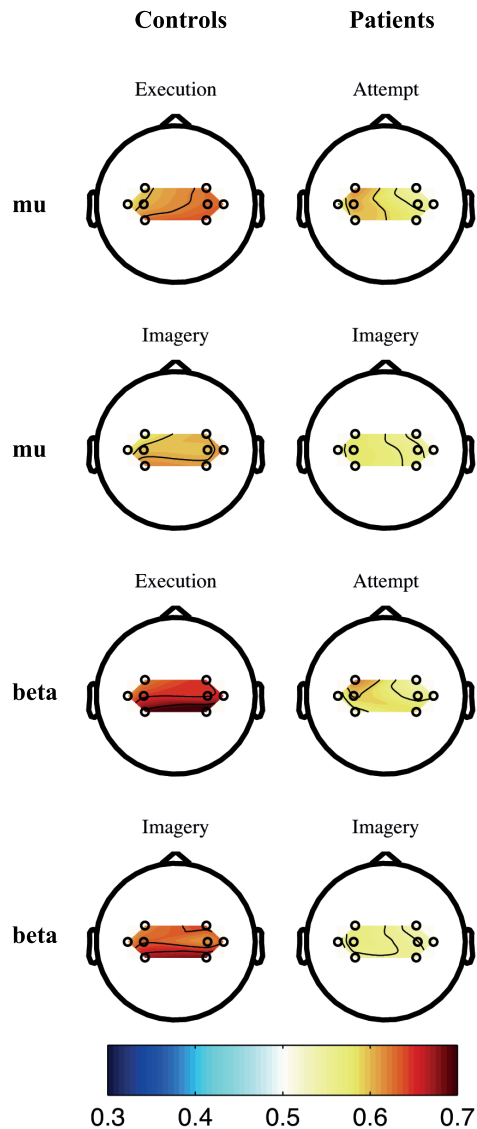 Controls Patients
Execution Attempt
mu
Imagery Imagery
mu
Execution Attempt
beta
Imagery Imagery
beta
0.3 0.4 0.5 0.6 0.7